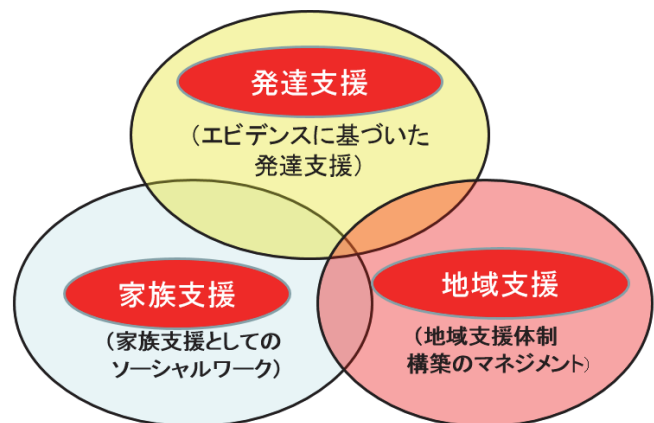 発達支援
（エビデンスに基づいた
発達支援）
家族支援
（家族支援としての
ソーシャルワーク）
地域支援
（地域支援体制
構築のマネジメント）